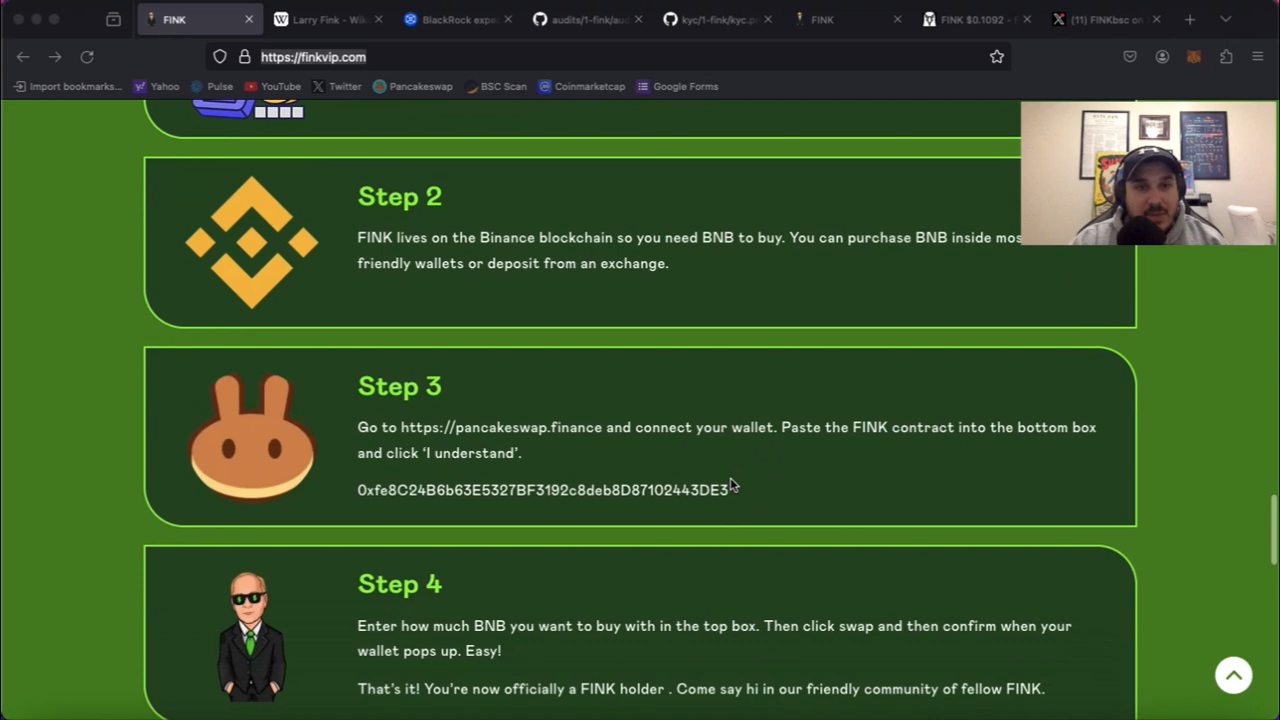 FINK
Larry Fink - Wiki
BlackRock expec
audits/1-fink/aud
kyc/1-fink/kyc.p
FINK
FINK $0.1092 -
(11) FINKbsc on
https://finkvip.com
Import bookmarks...
Yahoo
Pulse
YouTube
Twitter
Pancakeswap
BSC Scan
Coinmarketcap
Google Forms
Step 2
FINK lives on the Binance blockchain so you need BNB to buy. You can purchase BNB inside mos
friendly wallets or deposit from an exchange.
Step 3
Go to https://pancakeswap.finance and connect your wallet. Paste the FINK contract into the bottom box
and click ‘I understand’.
0xfe8C24B6b63E5327BF3192c8deb8D87102443DE3
Step 4
Enter how much BNB you want to buy with in the top box. Then click swap and then confirm when your
wallet pops up. Easy!
That’s it! You’re now officially a FINK holder . Come say hi in our friendly community of fellow FINK.